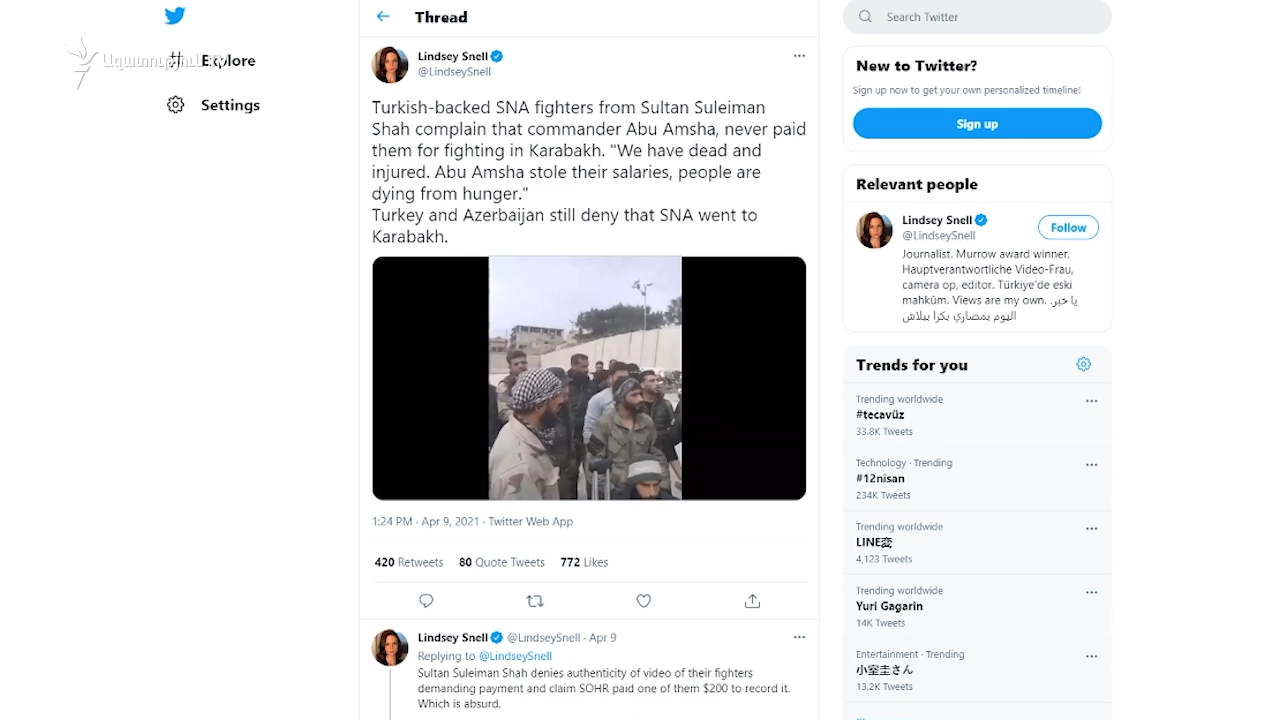 Ազատություն TV
Explore
Settings
Thread
Lindsey Snell
@LindseySnell
Turkish-backed SNA fighters from Sultan Suleiman
Shah complain that commander Abu Amsha, never paid
them for fighting in Karabakh. "We have dead and
injured. Abu Amsha stole their salaries, people are
dying from hunger."
Turkey and Azerbaijan still deny that SNA went to
Karabakh.
1:24 PM · Apr 9, 2021 · Twitter Web App
420 Retweets 80 Quote Tweets 772 Likes
Lindsey Snell @LindseySnell · Apr 9
Replying to @LindseySnell
Sultan Suleiman Shah denies authenticity of video of their fighters
demanding payment and claim SOHR paid one of them $200 to record it.
Which is absurd.
Search Twitter
New to Twitter?
Sign up now to get your own personalized timeline!
Sign up
Relevant people
Lindsey Snell
@LindseySnell
Follow
Journalist. Murrow award winner.
Hauptverantwortliche Video-Frau,
camera op, editor. Türkiye'de eski
mahkûm. Views are my own. يا خبر.
اليوم بمصاري بكرا ببلاش
Trends for you
Trending worldwide
#tecavüz
33.8K Tweets
Technology · Trending
#12nisan
234K Tweets
Trending worldwide
LINE変
4,123 Tweets
Trending worldwide
Yuri Gagarin
14K Tweets
Entertainment · Trending
小室圭さん
13.2K Tweets